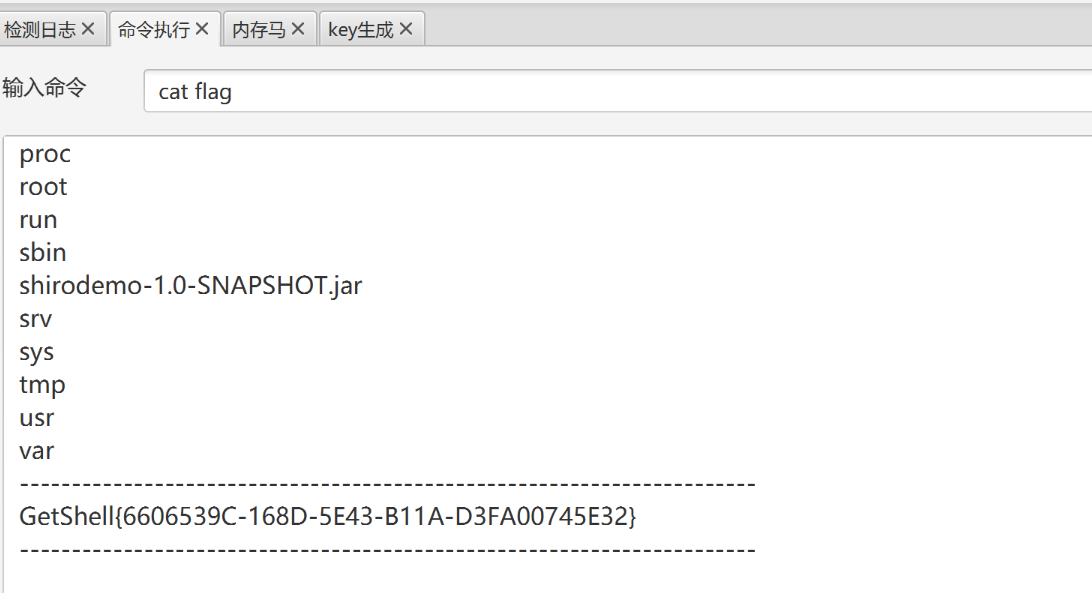 检测日志 命令执行 内存马 key生成
输入命令 cat flag
proc
root
run
sbin
shirodemo-1.0-SNAPSHOT.jar
srv
sys
tmp
usr
var
----------------------------------------------------------------------
GetShell{6606539C-168D-5E43-B11A-D3FA00745E32}
----------------------------------------------------------------------